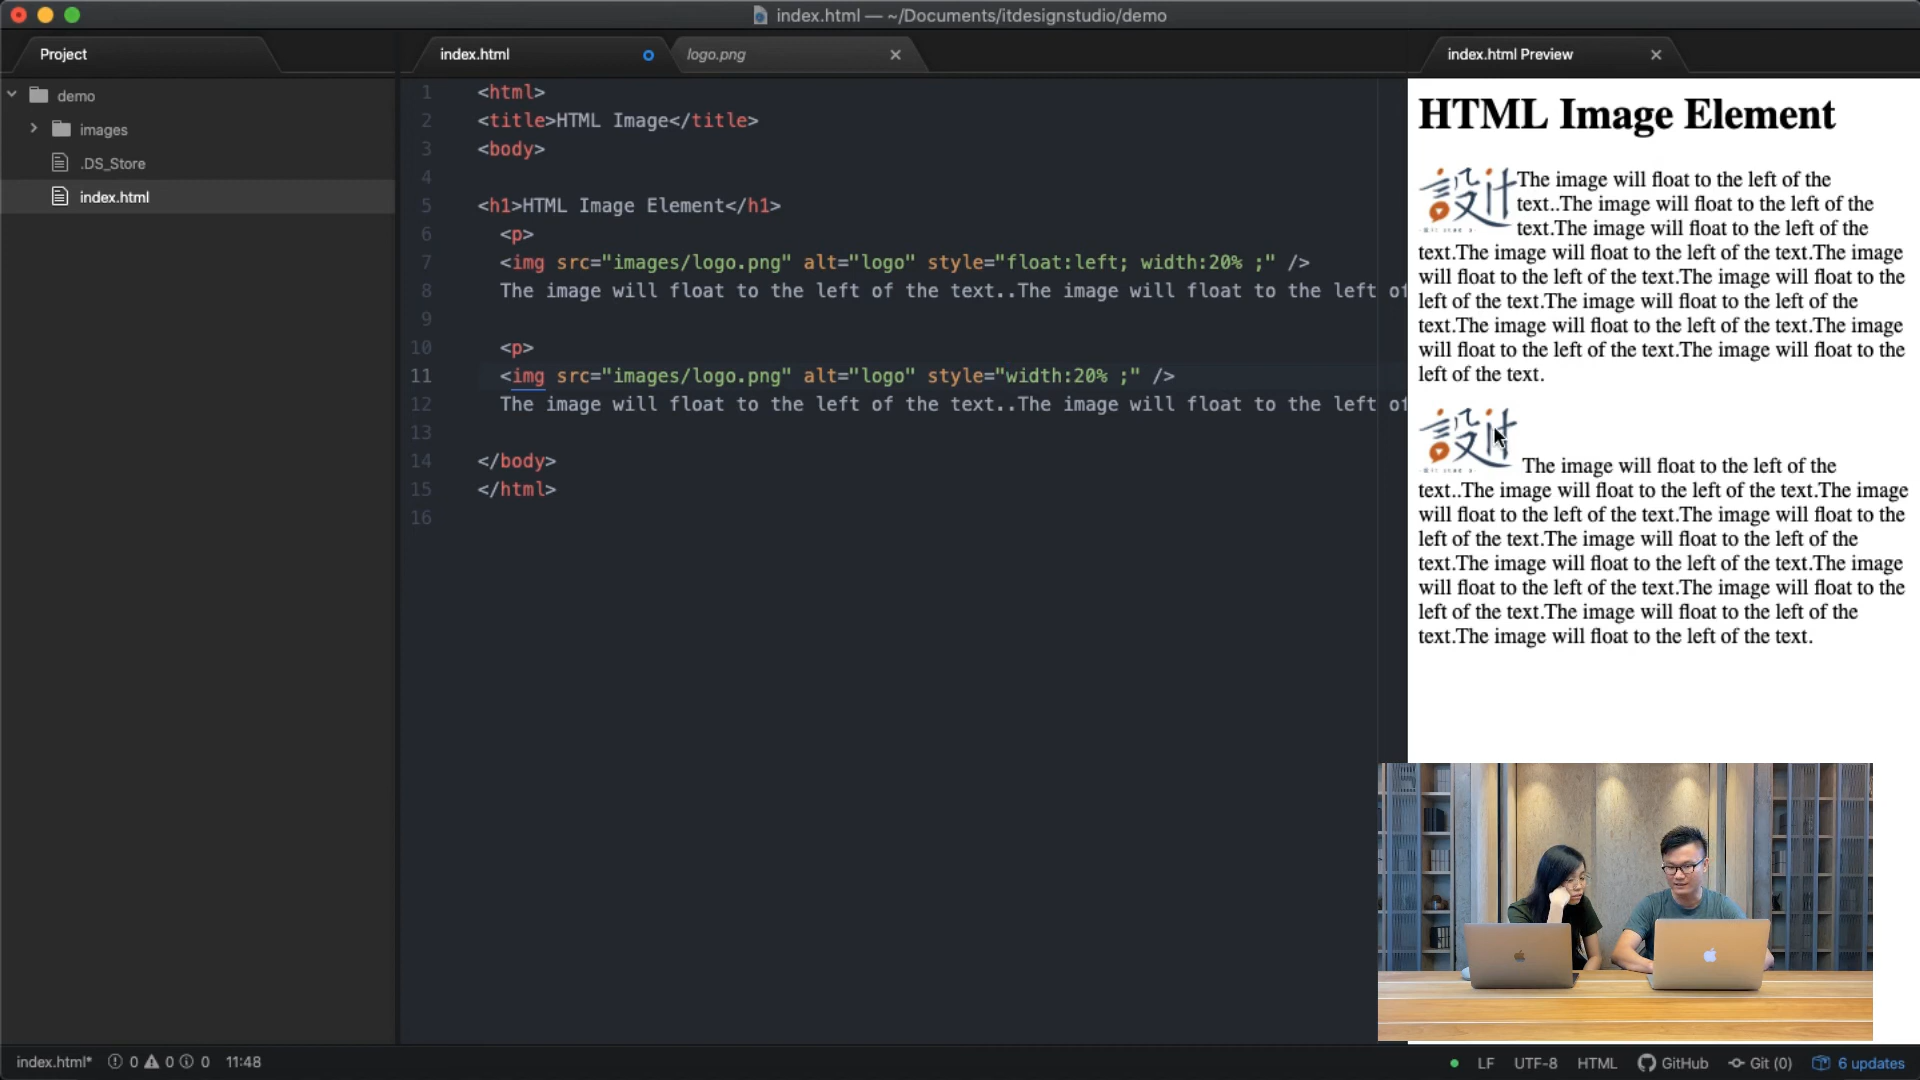 index.html — ~/Documents/itdesignstudio/demo
Project
index.html
logo.png
index.html Preview
demo
images
.DS_Store
index.html
1 <html>
2 <title>HTML Image</title>
3 <body>
4
5 <h1>HTML Image Element</h1>
6 <p>
7 <img src="images/logo.png" alt="logo" style="float:left; width:20% ;" />
8 The image will float to the left of the text..The image will float to the left of
9
10 <p>
11 <img src="images/logo.png" alt="logo" style="width:20% ;" />
12 The image will float to the left of the text..The image will float to the left of
13
14 </body>
15 </html>
16
HTML Image Element
設计
The image will float to the left of the
text..The image will float to the left of the
text.The image will float to the left of the
text.The image will float to the left of the text.The image
will float to the left of the text.The image will float to the
left of the text.The image will float to the left of the
text.The image will float to the left of the text.The image
will float to the left of the text.The image will float to the
left of the text.
設计
The image will float to the left of the
text..The image will float to the left of the text.The image
will float to the left of the text.The image will float to the
left of the text.The image will float to the left of the
text.The image will float to the left of the text.The image
will float to the left of the text.The image will float to the
left of the text.The image will float to the left of the
text.The image will float to the left of the text.
index.html* 0 0 0 11:48
LF UTF-8 HTML GitHub Git (0) 6 updates